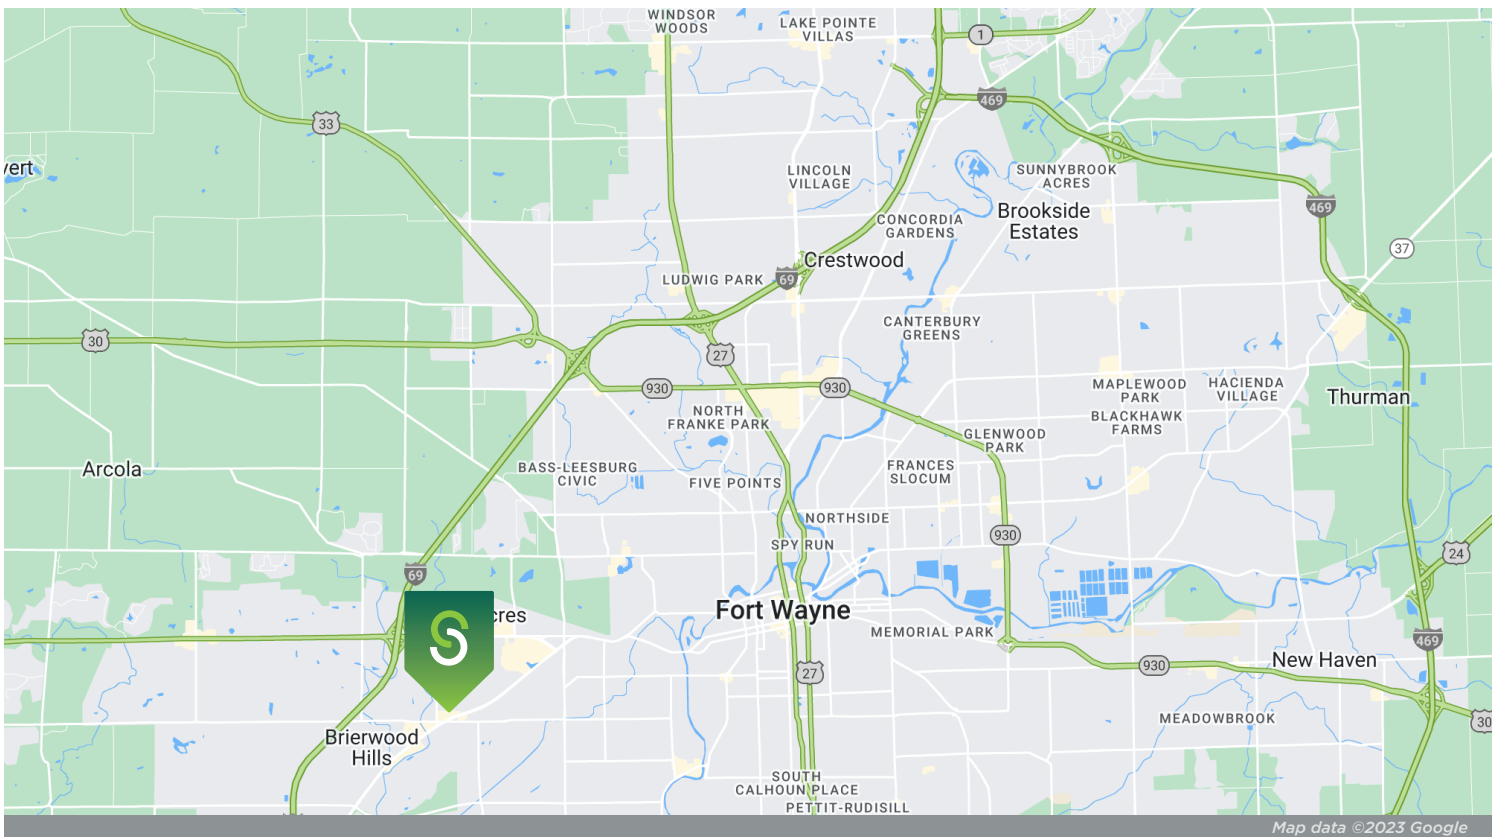 WINDSOR
WOODS
LAKE POINTE
VILLAS
1
469
33
vert
LINCOLN
VILLAGE
SUNNYBROOK
ACRES
469
Brookside
Estates
CONCORDIA
GARDENS
37
Crestwood
LUDWIG PARK
69
CANTERBURY
GREENS
30
27
930
930
MAPLEWOOD
PARK
HACIENDA
VILLAGE
Thurman
NORTH
FRANKE PARK
BLACKHAWK
FARMS
GLENWOOD
PARK
Arcola
BASS-LEESBURG
CIVIC
FIVE POINTS
FRANCES
SLOCUM
NORTHSIDE
930
SPY RUN
24
69
Fort Wayne
cres
MEMORIAL PARK
469
New Haven
930
27
MEADOWBROOK
30
Brierwood
Hills
SOUTH
CALHOUN PLACE
PETTIT-RUDISILL
Map data ©2023 Google